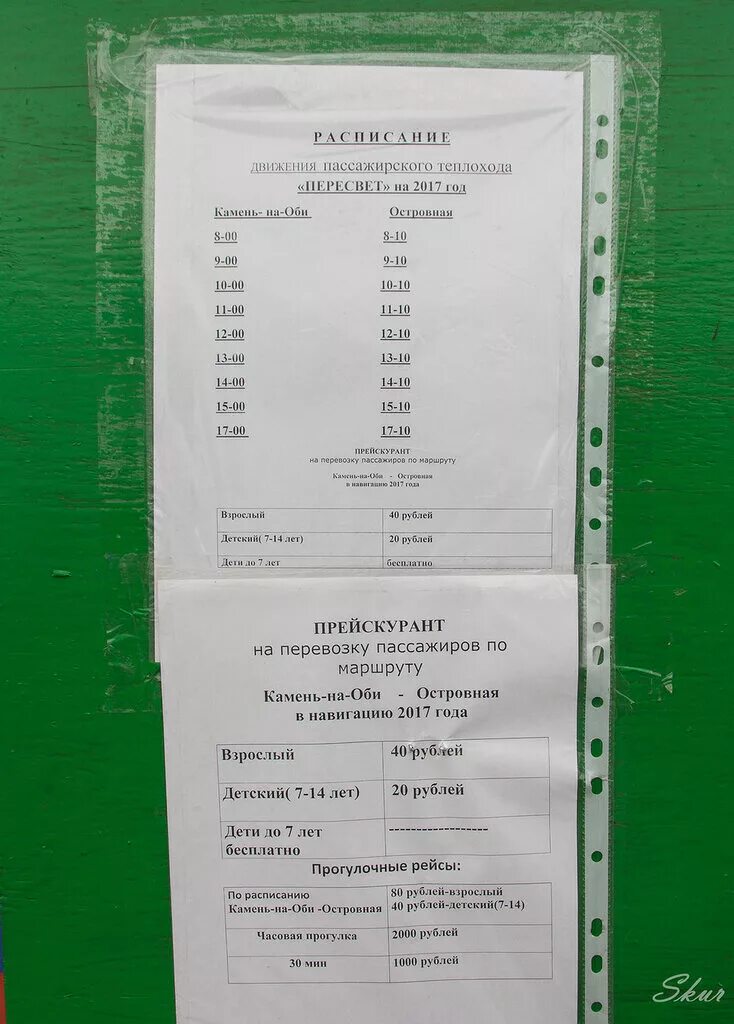 РАСПИСАНИЕ
ДВИЖЕНИЯ ПАССАЖИРСКОГО ТЕПЛОХОДА
«ПЕРЕСВЕТ» на 2017 год
Камень- на-Оби Островная
8-00 8-10
9-00 9-10
10-00 10-10
11-00 11-10
12-00 12-10
13-00 13-10
14-00 14-10
15-00 15-10
17-00 17-10
ПРЕЙСКУРАНТ
на перевозку пассажиров по маршруту
Камень-на-Оби - Островная
в навигацию 2017 года
Взрослый 40 рублей
Детский( 7-14 лет) 20 рублей
Дети до 7 лет бесплатно
ПРЕЙСКУРАНТ
на перевозку пассажиров по
маршруту
Камень-на-Оби - Островная
в навигацию 2017 года
Взрослый 40 рублей
Детский( 7-14 лет) 20 рублей
Дети до 7 лет ------------------
бесплатно
Прогулочные рейсы:
По расписанию 80 рублей-взрослый
Камень-на-Оби -Островная 40 рублей-детский(7-14)
Часовая прогулка 2000 рублей
30 мин 1000 рублей
Skur